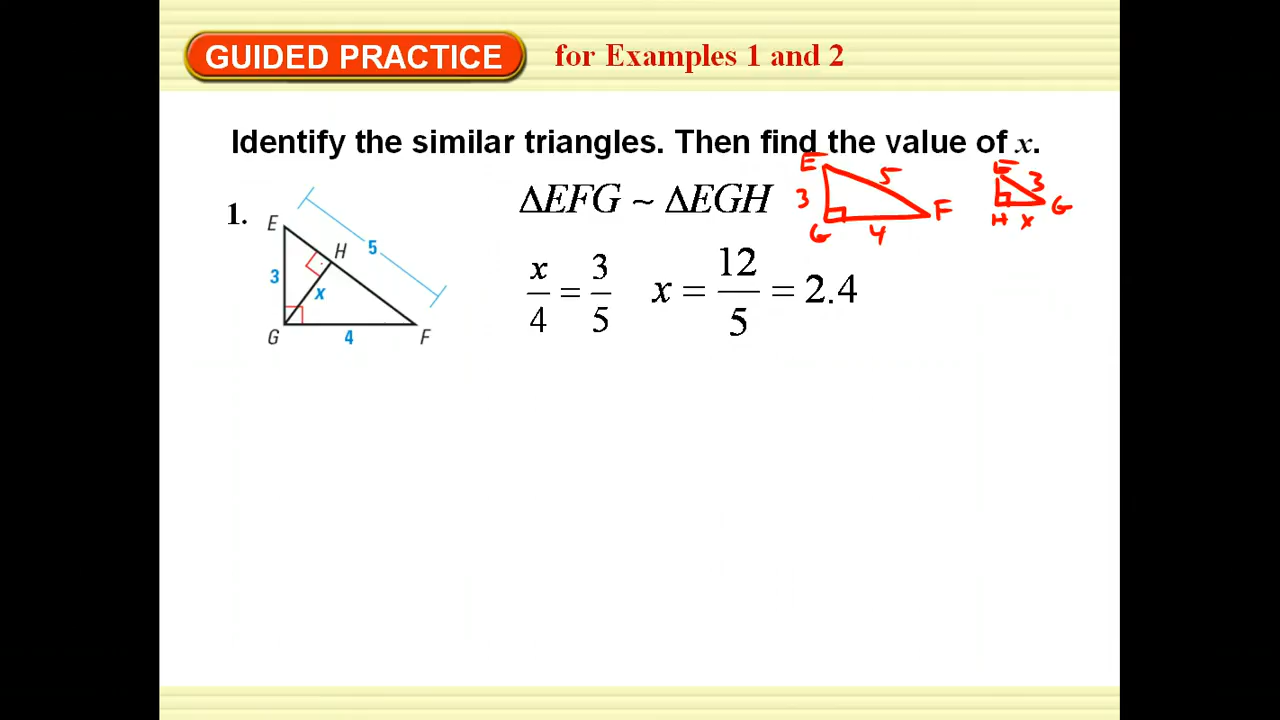 GUIDED PRACTICE for Examples 1 and 2
Identify the similar triangles. Then find the value of x.
1.
E
H
5
3
x
G
4
F
ΔEFG ~ ΔEGH
x/4 = 3/5 x = 12/5 = 2.4
E
5
3
F
G
4
E
3
G
H
x